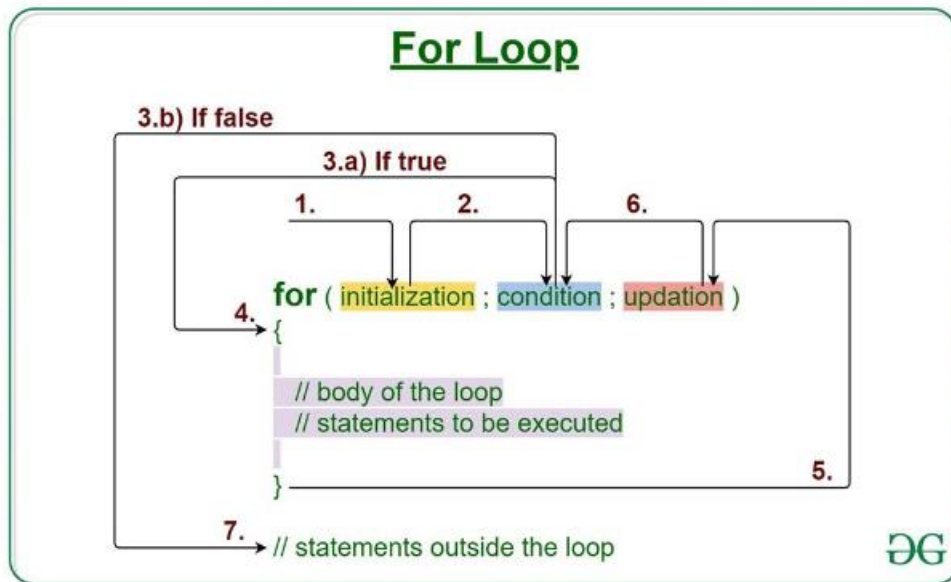 For Loop
3.b) If false
3.a) If true
1. 2. 6.
for ( initialization ; condition ; updation )
4.
{
// body of the loop
// statements to be executed
} 5.
7. // statements outside the loop